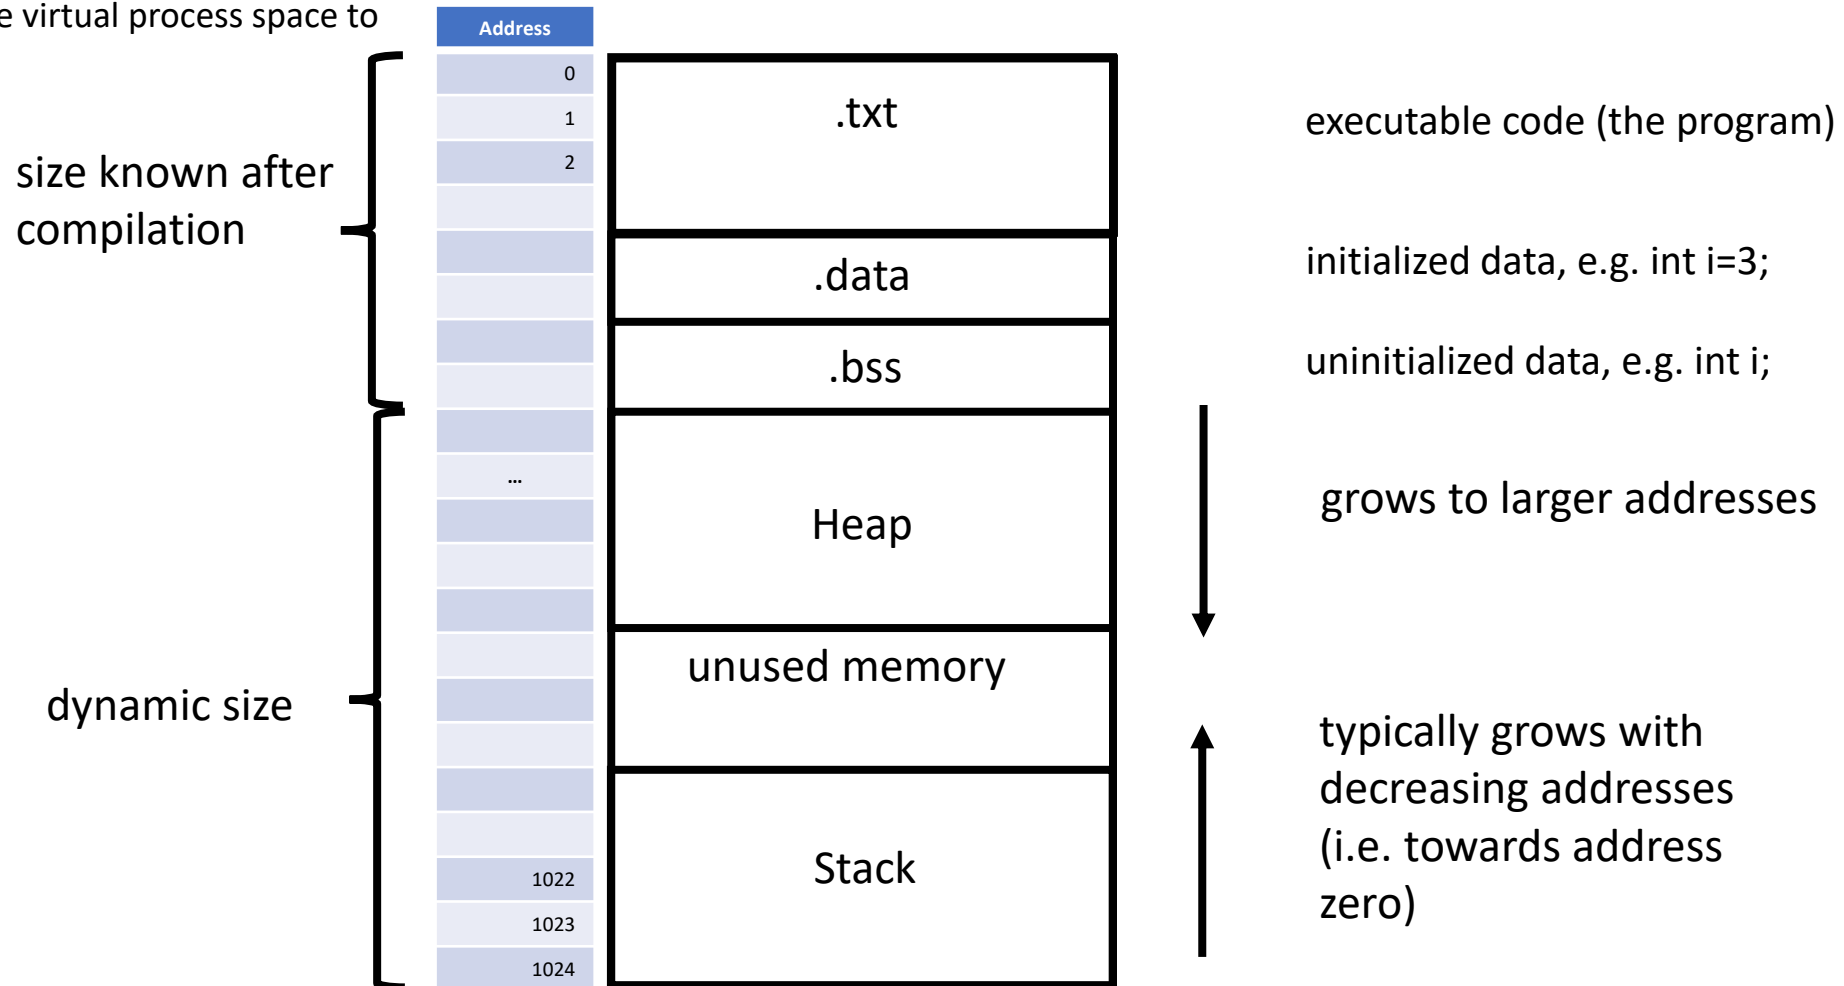 e virtual process space to
Address
0
1
2
...
1022
1023
1024
size known after
compilation
dynamic size
.txt
.data
.bss
Heap
unused memory
Stack
executable code (the program)
initialized data, e.g. int i=3;
uninitialized data, e.g. int i;
grows to larger addresses
typically grows with
decreasing addresses
(i.e. towards address
zero)